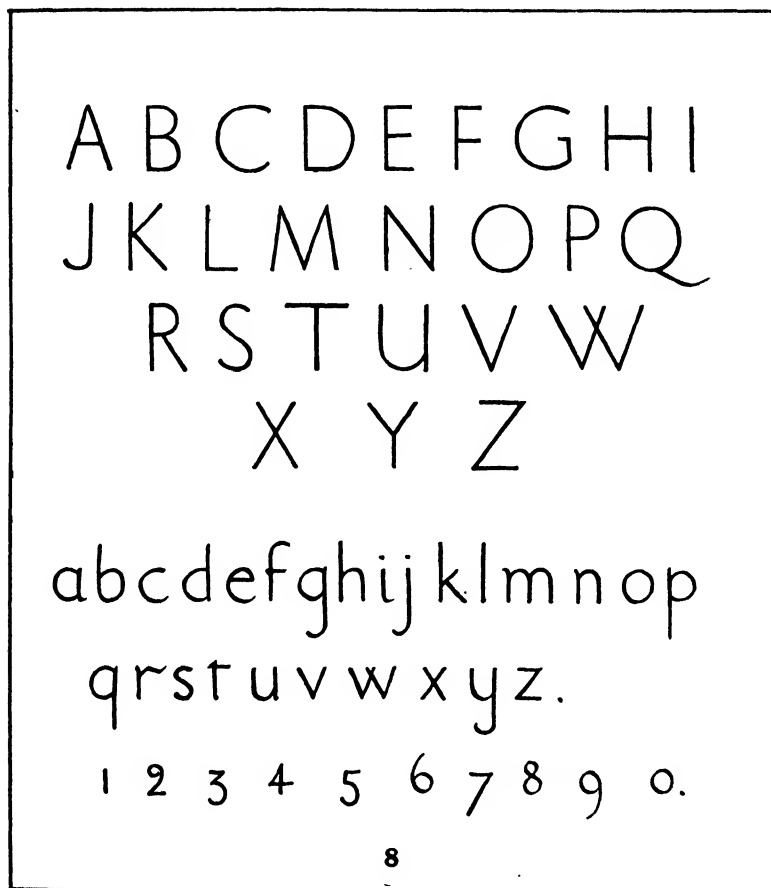 A B C D E F G H I
J K L M N O P Q
R S T U V W
X Y Z
a b c d e f g h i j k l m n o p
q r s t u v w x y z .
1 2 3 4 5 6 7 8 9 0.
8